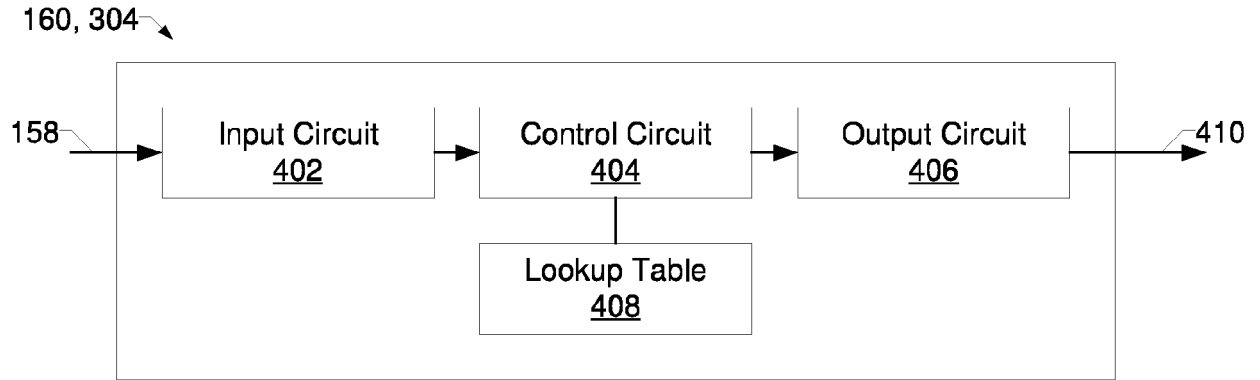 160, 304
158
Input Circuit
402
Control Circuit
404
Output Circuit
406
410
Lookup Table
408